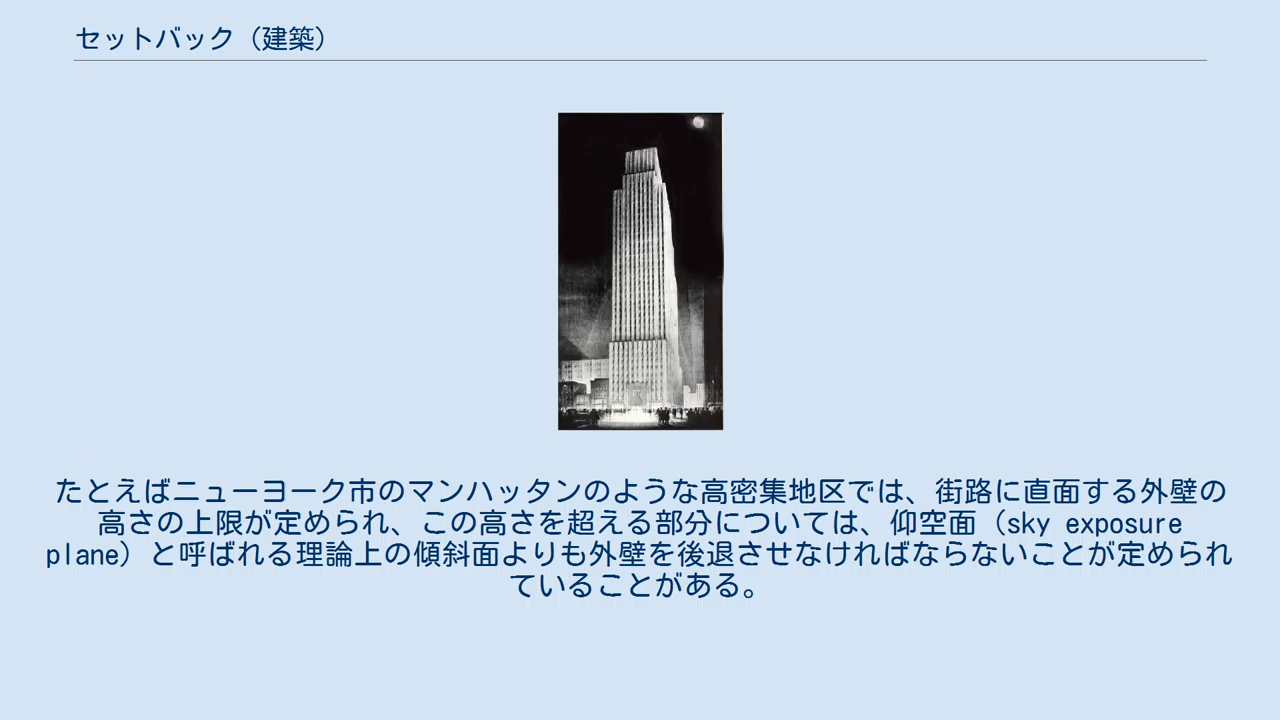 セットバック（建築）
たとえばニューヨーク市のマンハッタンのような高密集地区では、街路に直面する外壁の
高さの上限が定められ、この高さを超える部分については、仰空面（sky exposure
plane）と呼ばれる理論上の傾斜面よりも外壁を後退させなければならないことが定められ
ていることがある。